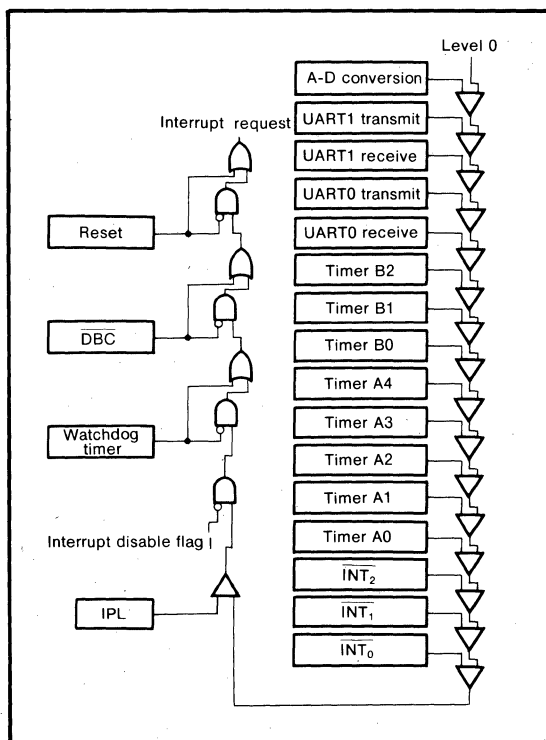 Level 0
A-D conversion
UART1 transmit
Interrupt request
UART1 receive
UART0 transmit
Reset
UART0 receive
Timer B2
Timer B1
DBC
Timer B0
Timer A4
Timer A3
Watchdog
timer
Timer A2
Timer A1
Interrupt disable flag I
Timer A0
INT₂
IPL
INT₁
INT₀